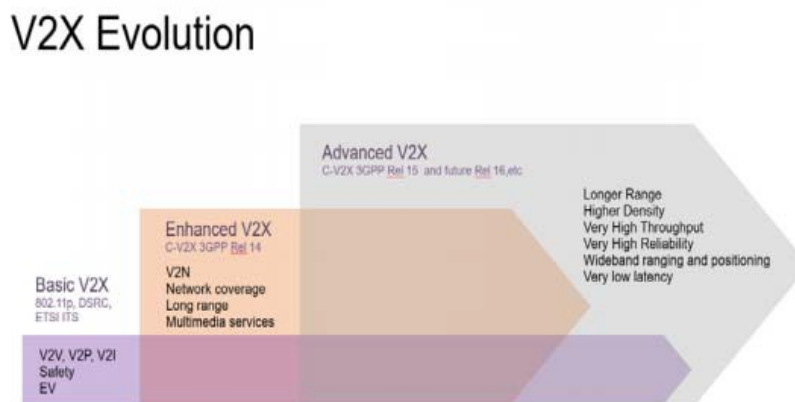 V2X Evolution
Advanced V2X
C-V2X 3GPP Rel 15 and future Rel 16,etc
Longer Range
Higher Density
Very High Throughput
Very High Reliability
Wideband ranging and positioning
Very low latency
Enhanced V2X
C-V2X 3GPP Rel 14
V2N
Network coverage
Long range
Multimedia services
Basic V2X
802.11p, DSRC,
ETSI ITS
V2V, V2P, V2I
Safety
EV